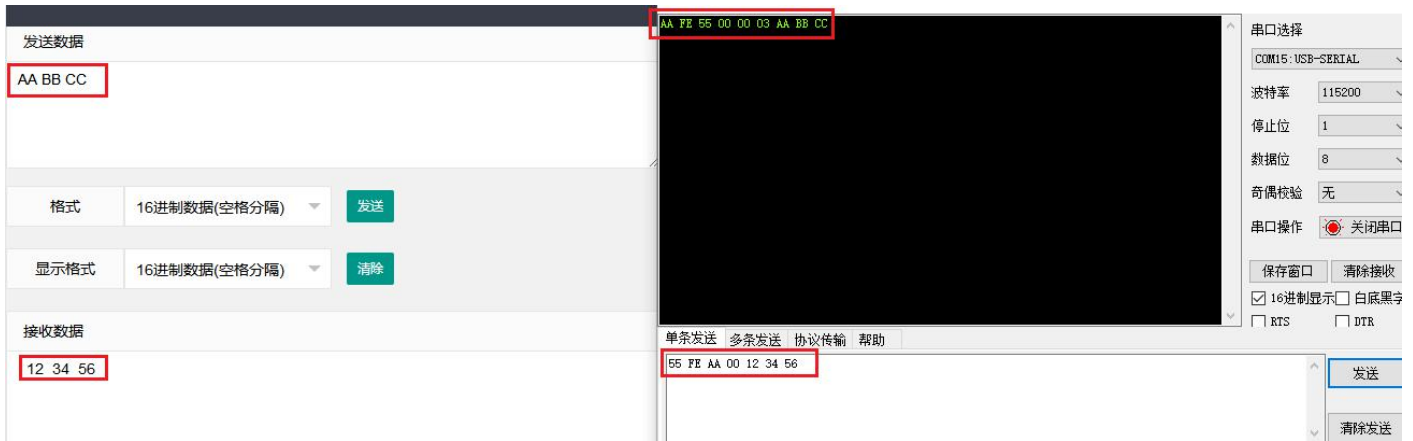 发送数据
AA BB CC
格式
16进制数据(空格分隔)
发送
显示格式
16进制数据(空格分隔)
清除
接收数据
12 34 56
AA FE 55 00 00 03 AA BB CC
串口选择
COM15:USB-SERIAL
波特率
115200
停止位
1
数据位
8
奇偶校验
无
串口操作
关闭串口
保存窗口
清除接收
16进制显示
白底黑字
RTS
DTR
单条发送
多条发送
协议传输
帮助
55 FE AA 00 12 34 56
发送
清除发送